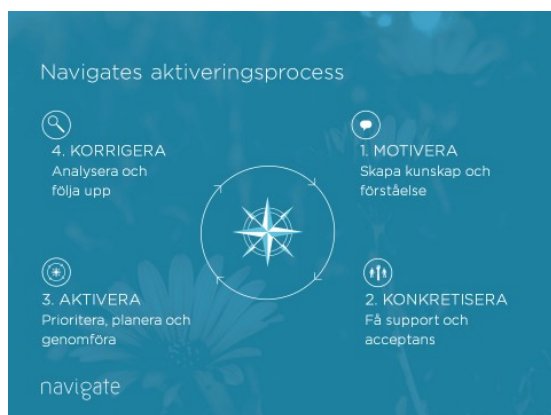 Navigates aktiveringsprocess
4. KORRIGERA
Analysera och
följa upp
1. MOTIVERA
Skapa kunskap och
förståelse
3. AKTIVERA
Prioritera, planera och
genomföra
2. KONKRETISERA
Få support och
acceptans
navigate